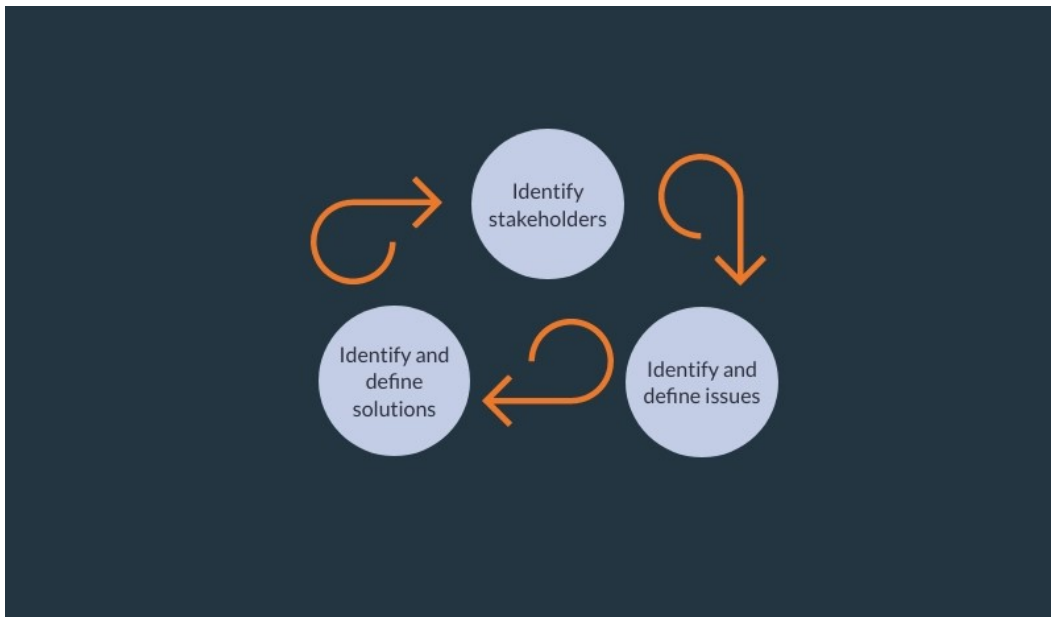 Identify
stakeholders
Identify and
define
solutions
Identify and
define issues